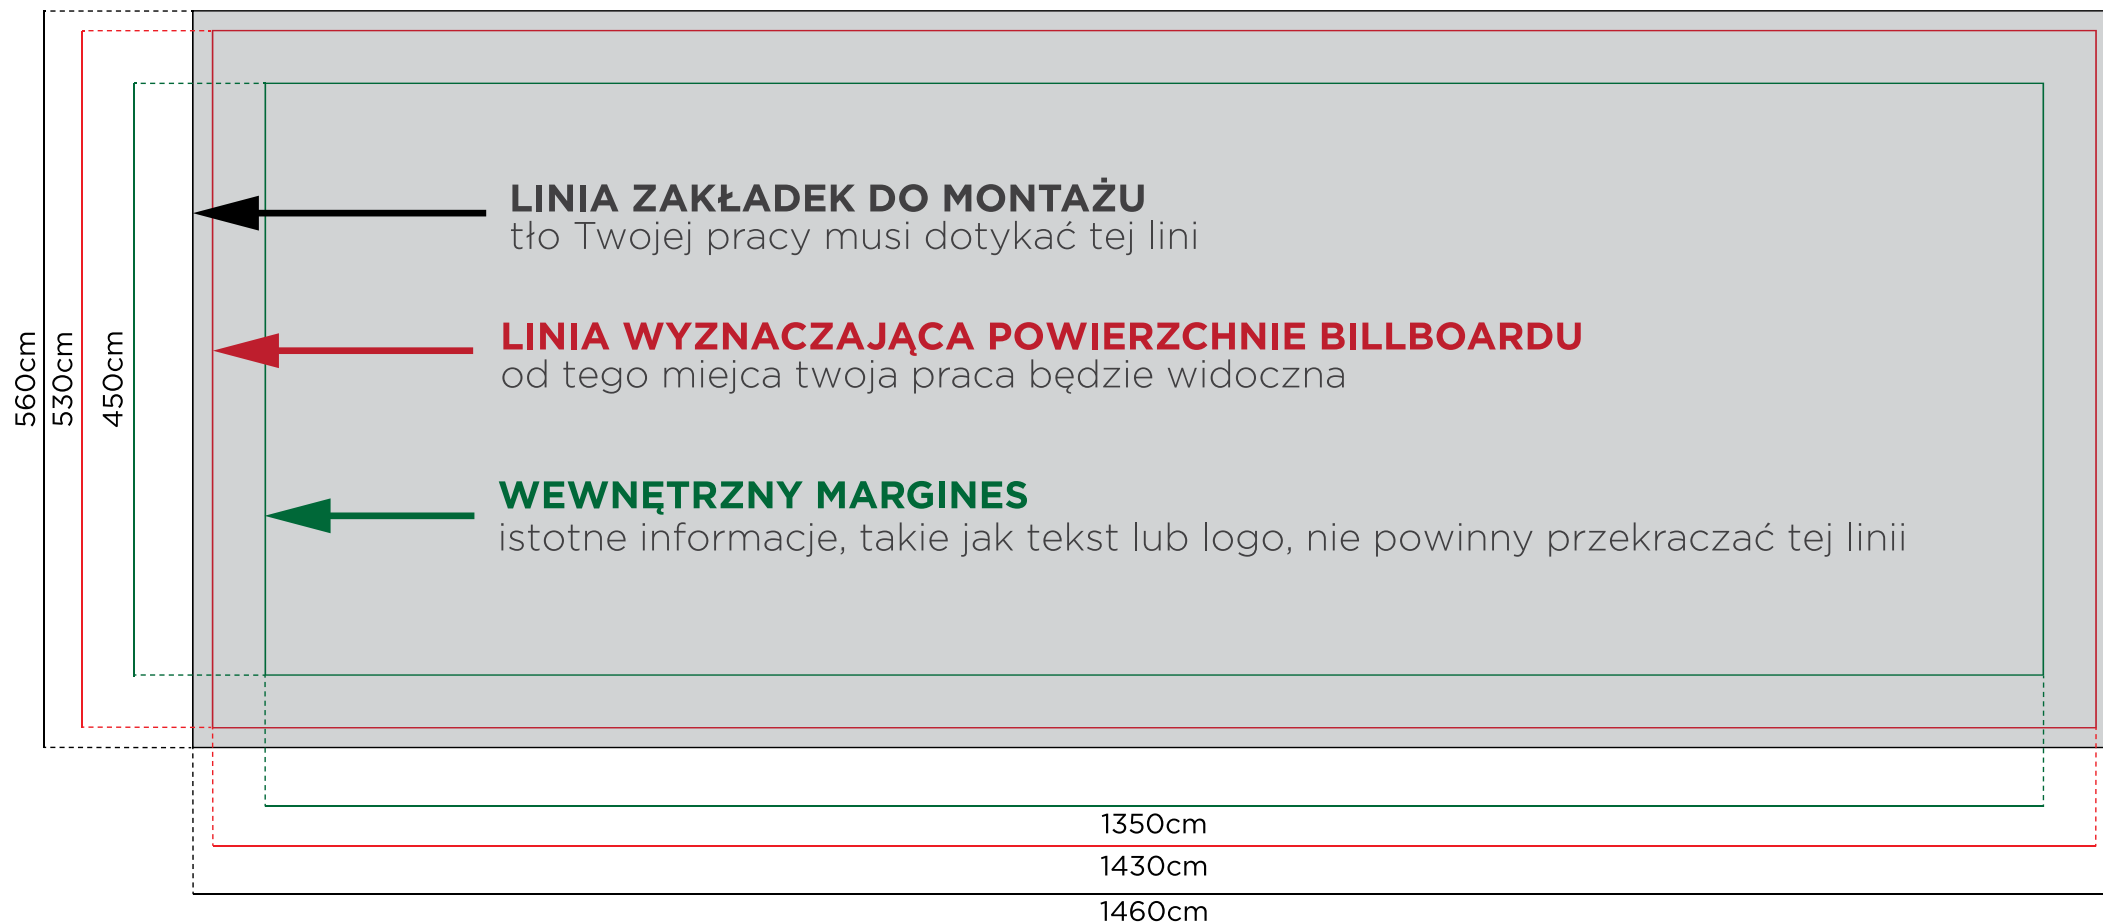 LINIA ZAKŁADEK DO MONTAŻU
tło Twojej pracy musi dotykać tej lini
LINIA WYZNACZAJĄCA POWIERZCHNIE BILLBOARDU
od tego miejca twoja praca będzie widoczna
WEWNĘTRZNY MARGINES
istotne informacje, takie jak tekst lub logo, nie powinny przekraczać tej linii
560cm
530cm
450cm
1350cm
1430cm
1460cm